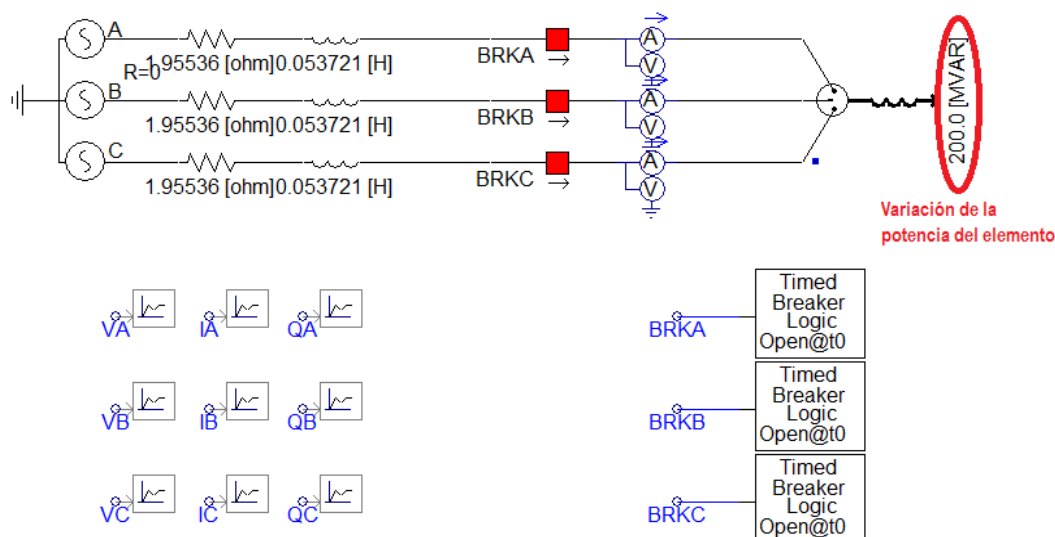 A
1.95536 [ohm]0.053721 [H]
R=0
BRKA
A
V
B
1.95536 [ohm]0.053721 [H]
BRKB
A
V
C
1.95536 [ohm]0.053721 [H]
BRKC
A
V
200.0 [MVAR]
Variación de la
potencia del elemento
VA
IA
QA
BRKA
Timed
Breaker
Logic
Open@t0
VB
IB
QB
BRKB
Timed
Breaker
Logic
Open@t0
VC
IC
QC
BRKC
Timed
Breaker
Logic
Open@t0